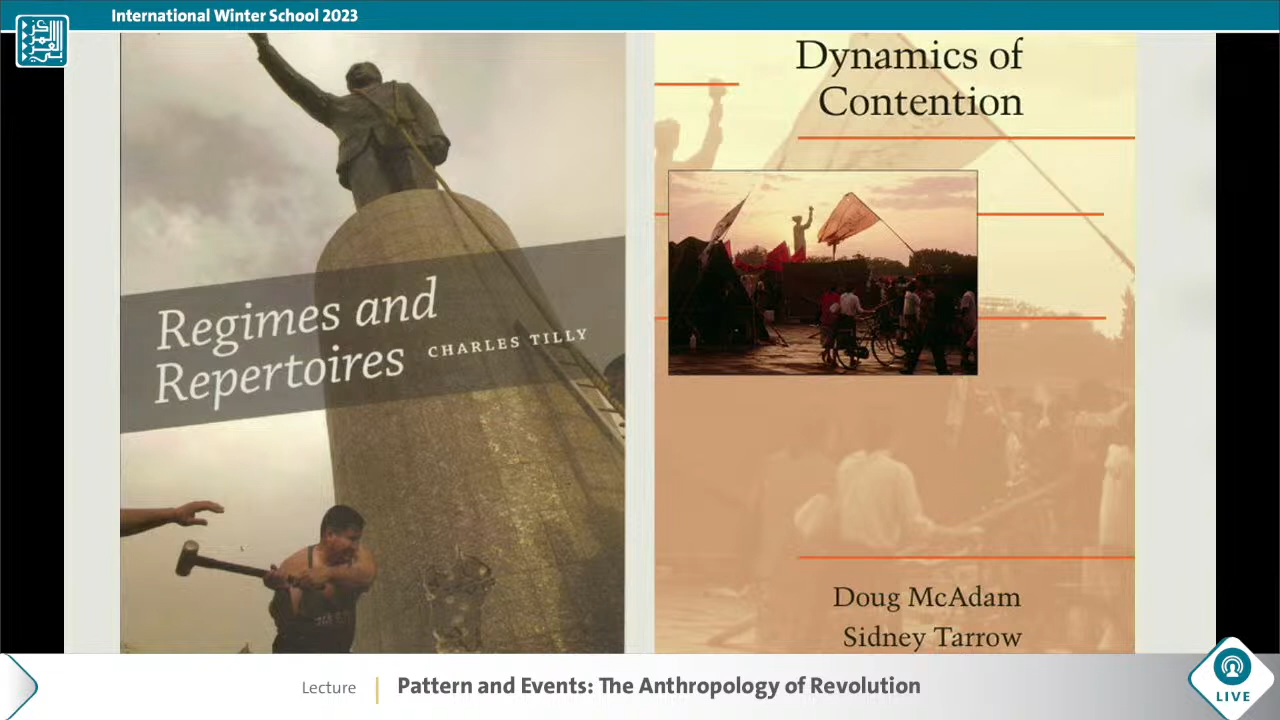 International Winter School 2023
Regimes and
Repertoires
CHARLES TILLY
Dynamics of
Contention
Doug McAdam
Sidney Tarrow
Lecture
Pattern and Events: The Anthropology of Revolution
LIVE